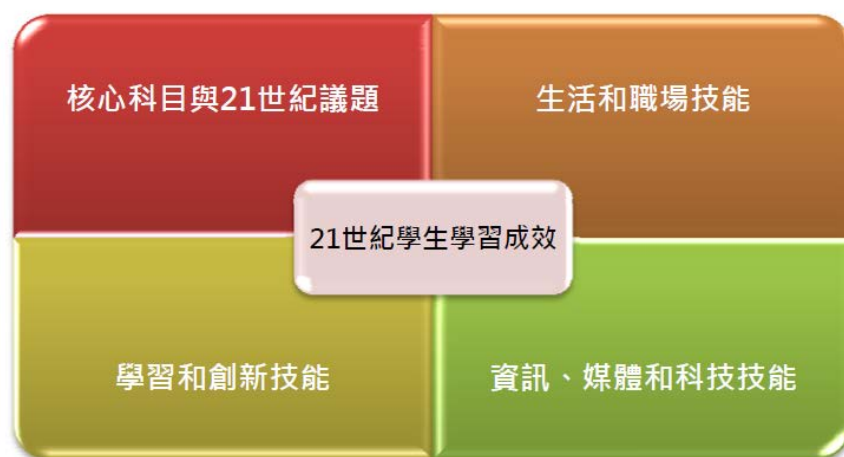 核心科目與21世紀議題
生活和職場技能
21世紀學生學習成效
學習和創新技能
資訊、媒體和科技技能